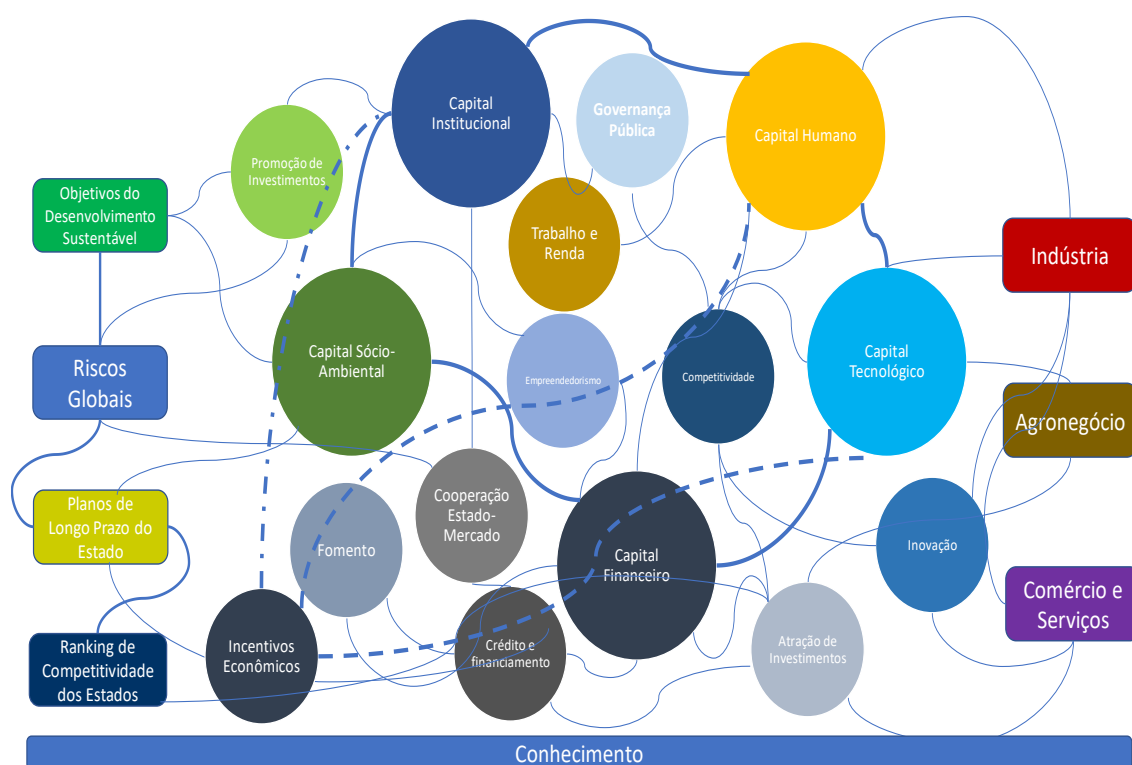 Capital
Institucional
Governança
Pública
Capital Humano
Promoção de
Investimentos
Objetivos do
Desenvolvimento
Sustentável
Trabalho e
Renda
Indústria
Riscos
Globais
Capital Sócio-
Ambiental
Empreendedorismo
Competitividade
Capital
Tecnológico
Agronegócio
Planos de
Longo Prazo do
Estado
Fomento
Cooperação
Estado-
Mercado
Capital
Financeiro
Inovação
Comércio e
Serviços
Ranking de
Competitividade
dos Estados
Incentivos
Econômicos
Crédito e
financiamento
Atração de
Investimentos
Conhecimento